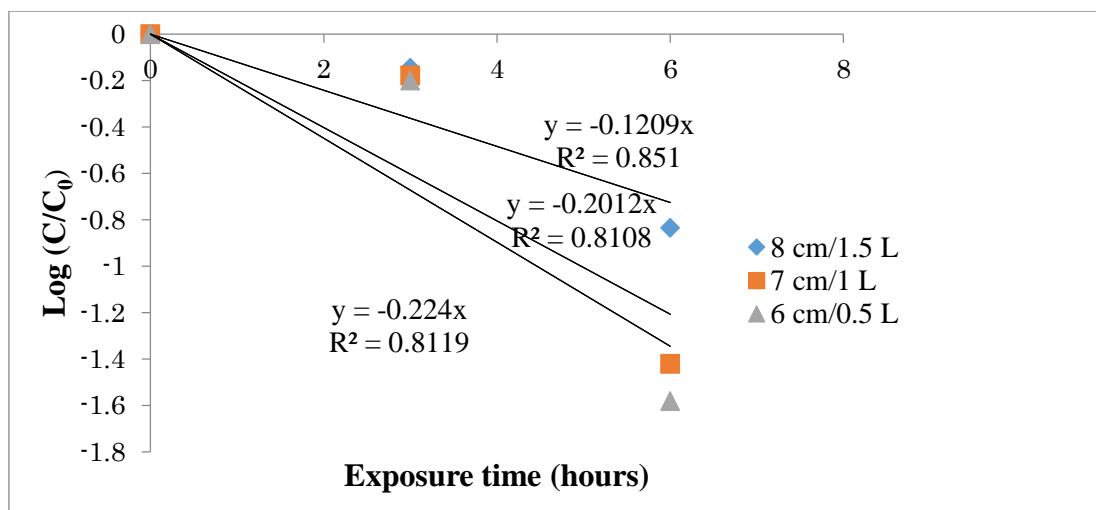 0
-0.2
-0.4
-0.6
-0.8
-1
-1.2
-1.4
-1.6
-1.8
0 2 4 6 8
Log (C/C₀)
Exposure time (hours)
y = -0.1209x
R² = 0.851
y = -0.2012x
R² = 0.8108
y = -0.224x
R² = 0.8119
8 cm/1.5 L
7 cm/1 L
6 cm/0.5 L